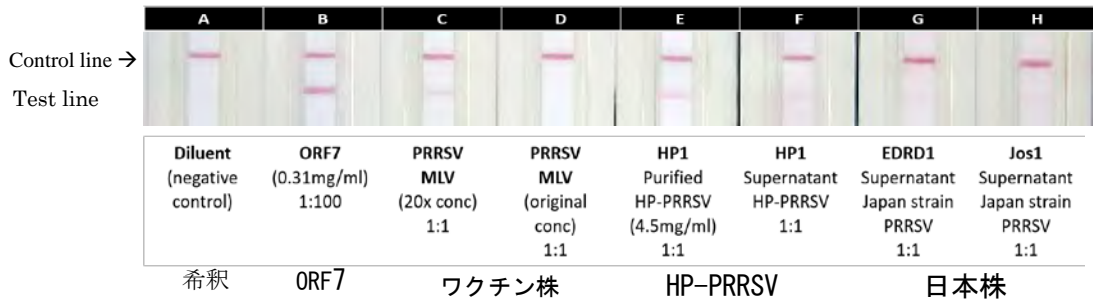 A B C D E F G H
Control line →
Test line
Diluent ORF7 PRRSV PRRSV HP1 HP1 EDRD1 Jos1
(negative (0.31mg/ml) MLV MLV Purified Supernatant Supernatant Supernatant
control) 1:100 (20x conc) (original HP-PRRSV HP-PRRSV Japan strain Japan strain
1:1 conc) (4.5mg/ml) 1:1 PRRSV PRRSV
1:1 1:1 1:1 1:1
希釈 ORF7 ワクチン株 HP-PRRSV 日本株